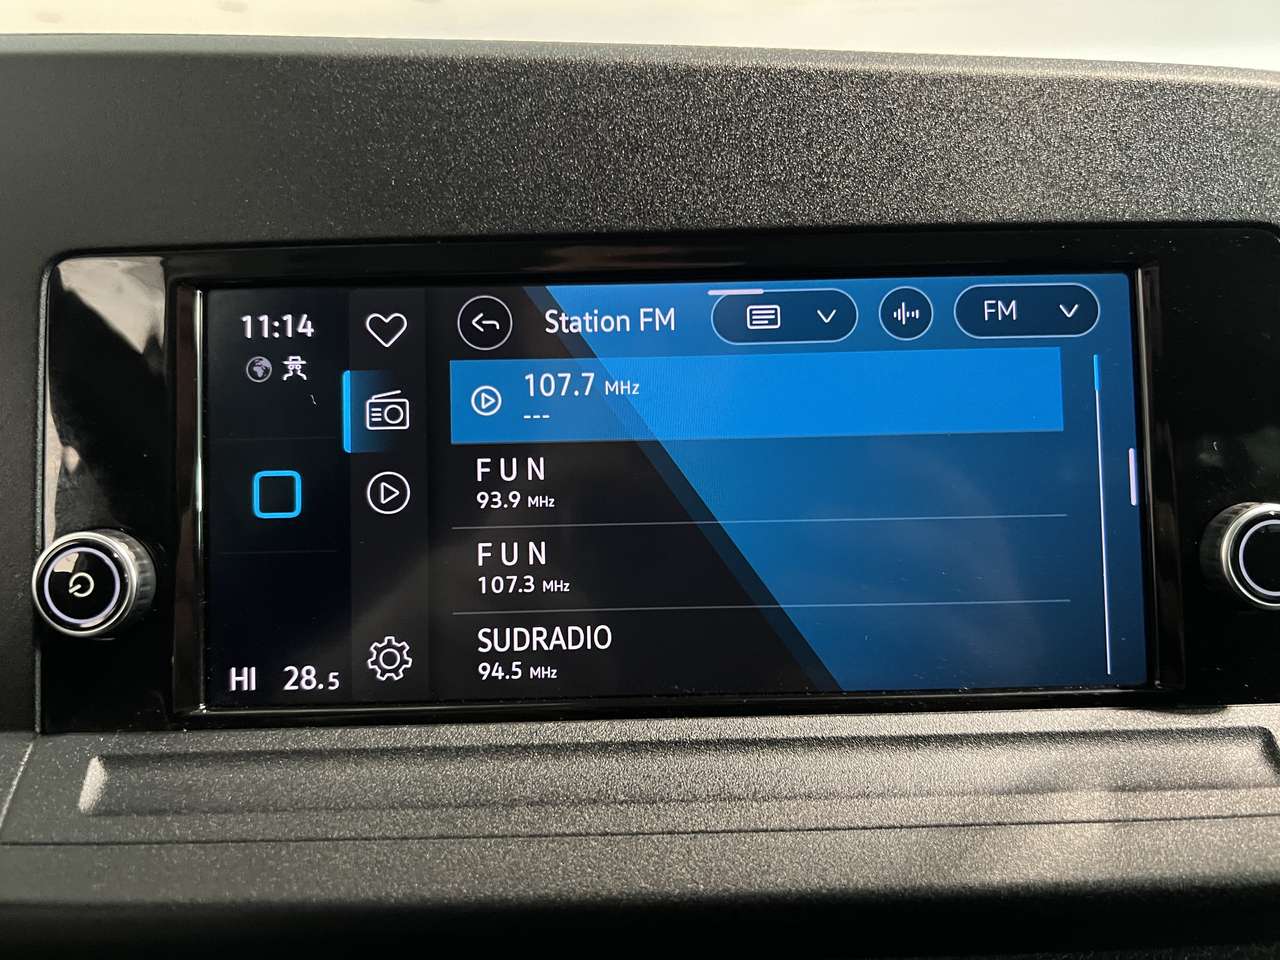 11:14
Station FM
FM
107.7 MHz
---
FUN
93.9 MHz
FUN
107.3 MHz
SUDRADIO
94.5 MHz
HI 28.5